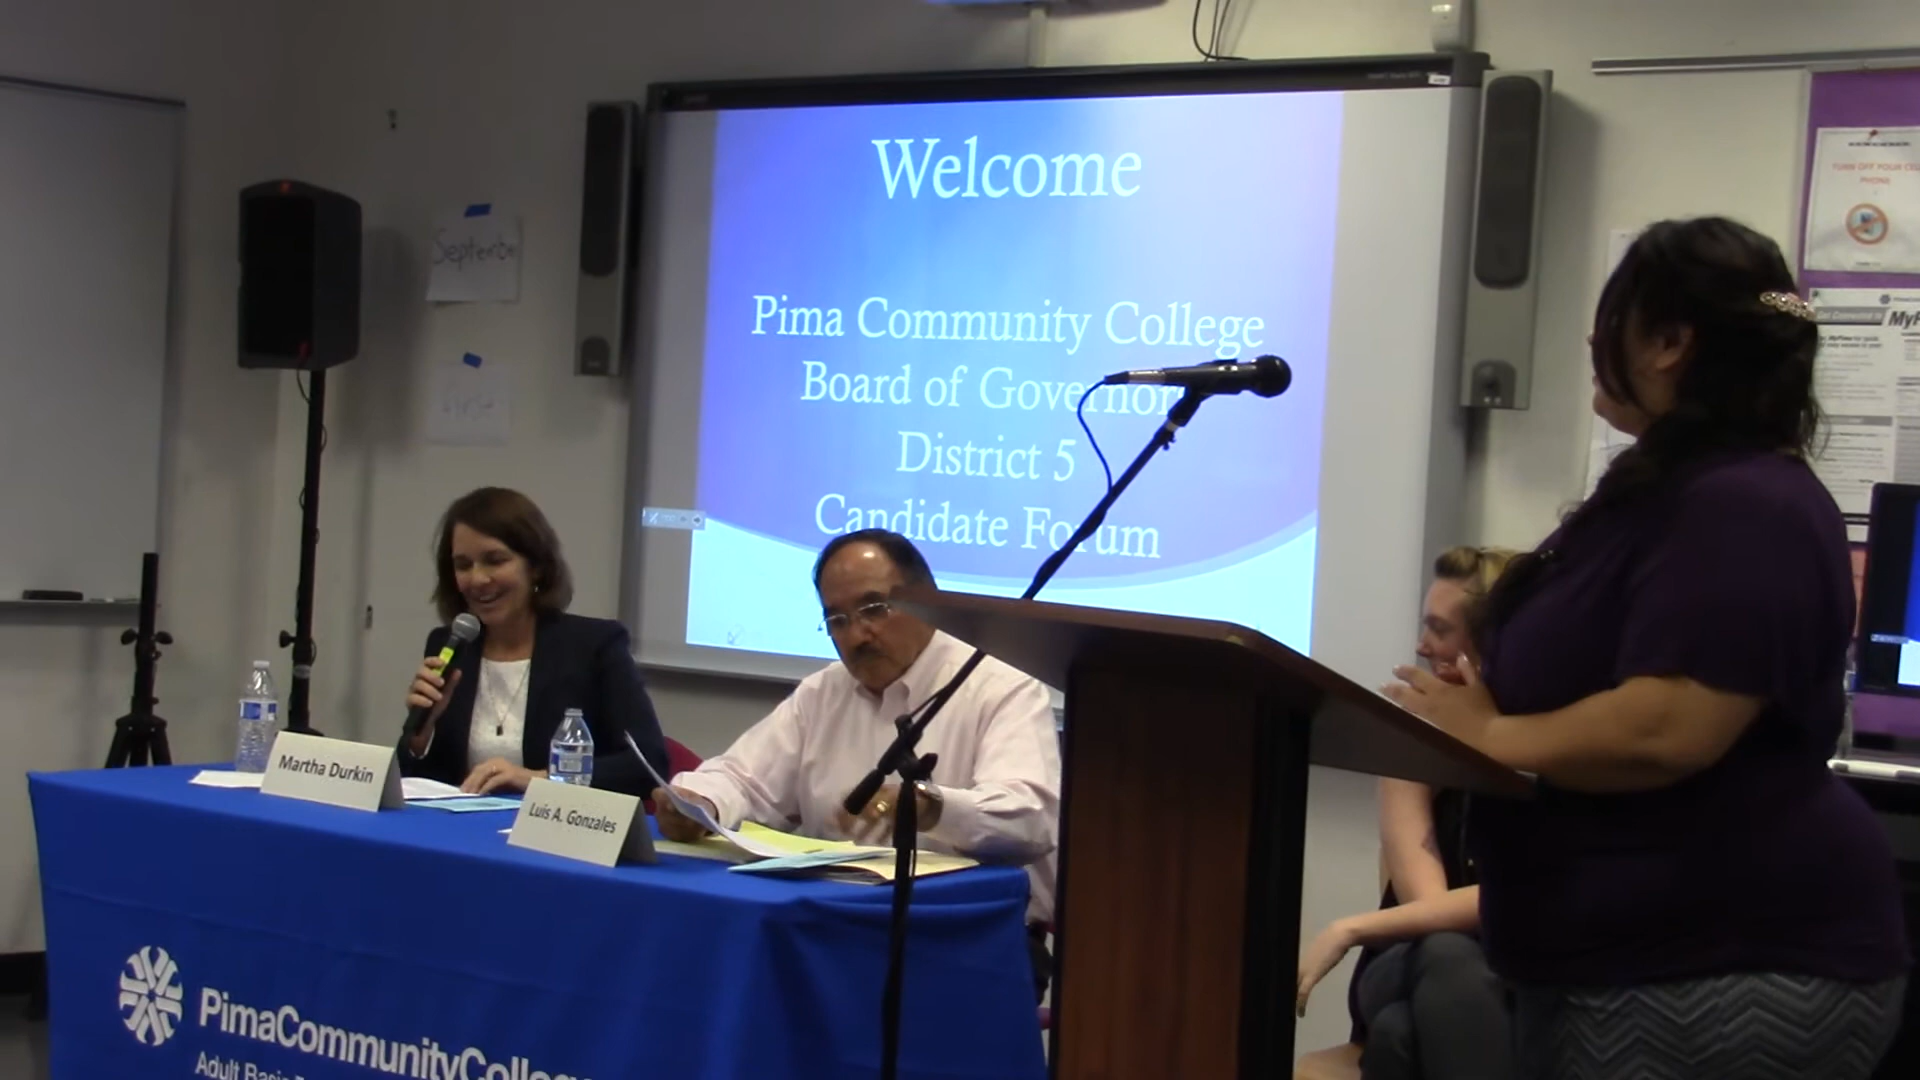 Welcome
Pima Community College
Board of Governors
District 5
Candidate Forum
September
TURN OFF YOUR CELL
PHONE
MyP
Martha Durkin
Luis A. Gonzales
PimaCommunityCollege
Adult Basic